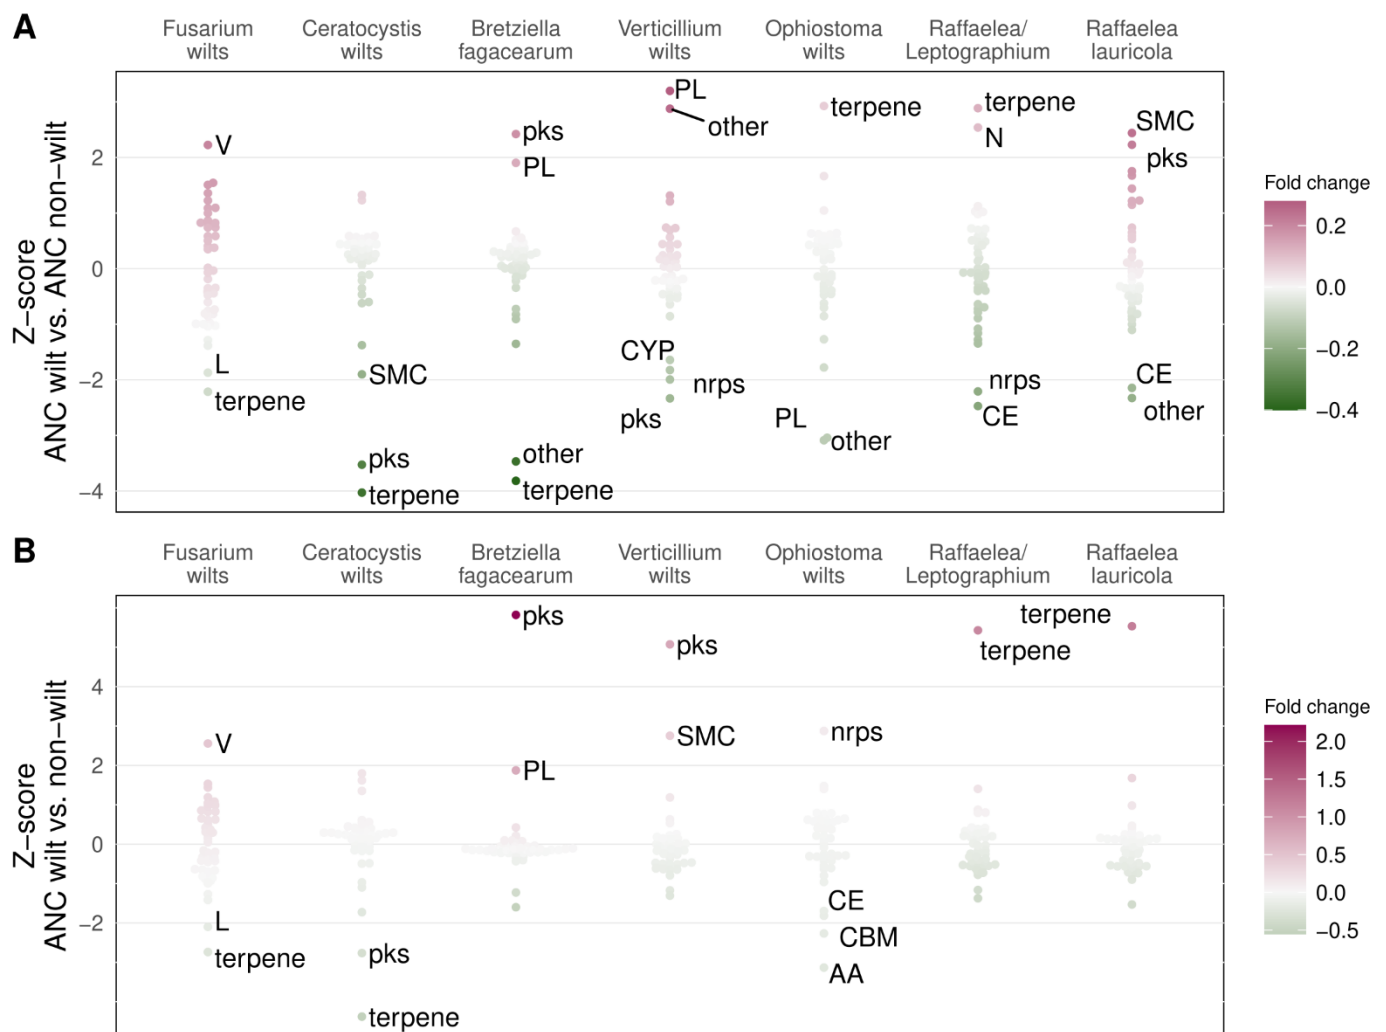 A
Fusarium wilts
Ceratocystis wilts
Bretziella fagacearum
Verticillium wilts
Ophiostoma wilts
Raffaelea/ Leptographium
Raffaelea lauricola
Z−score
ANC wilt vs. ANC non−wilt
2
0
−2
−4
V
L
terpene
SMC
pks
terpene
pks
PL
other
terpene
PL
other
CYP
nrps
pks
terpene
PL
other
terpene
N
nrps
CE
SMC
pks
CE
other
Fold change
0.2
0.0
−0.2
−0.4
B
Fusarium wilts
Ceratocystis wilts
Bretziella fagacearum
Verticillium wilts
Ophiostoma wilts
Raffaelea/ Leptographium
Raffaelea lauricola
Z−score
ANC wilt vs. non−wilt
4
2
0
−2
V
L
terpene
pks
terpene
pks
PL
pks
SMC
nrps
CE
CBM
AA
terpene
terpene
Fold change
2.0
1.5
1.0
0.5
0.0
−0.5